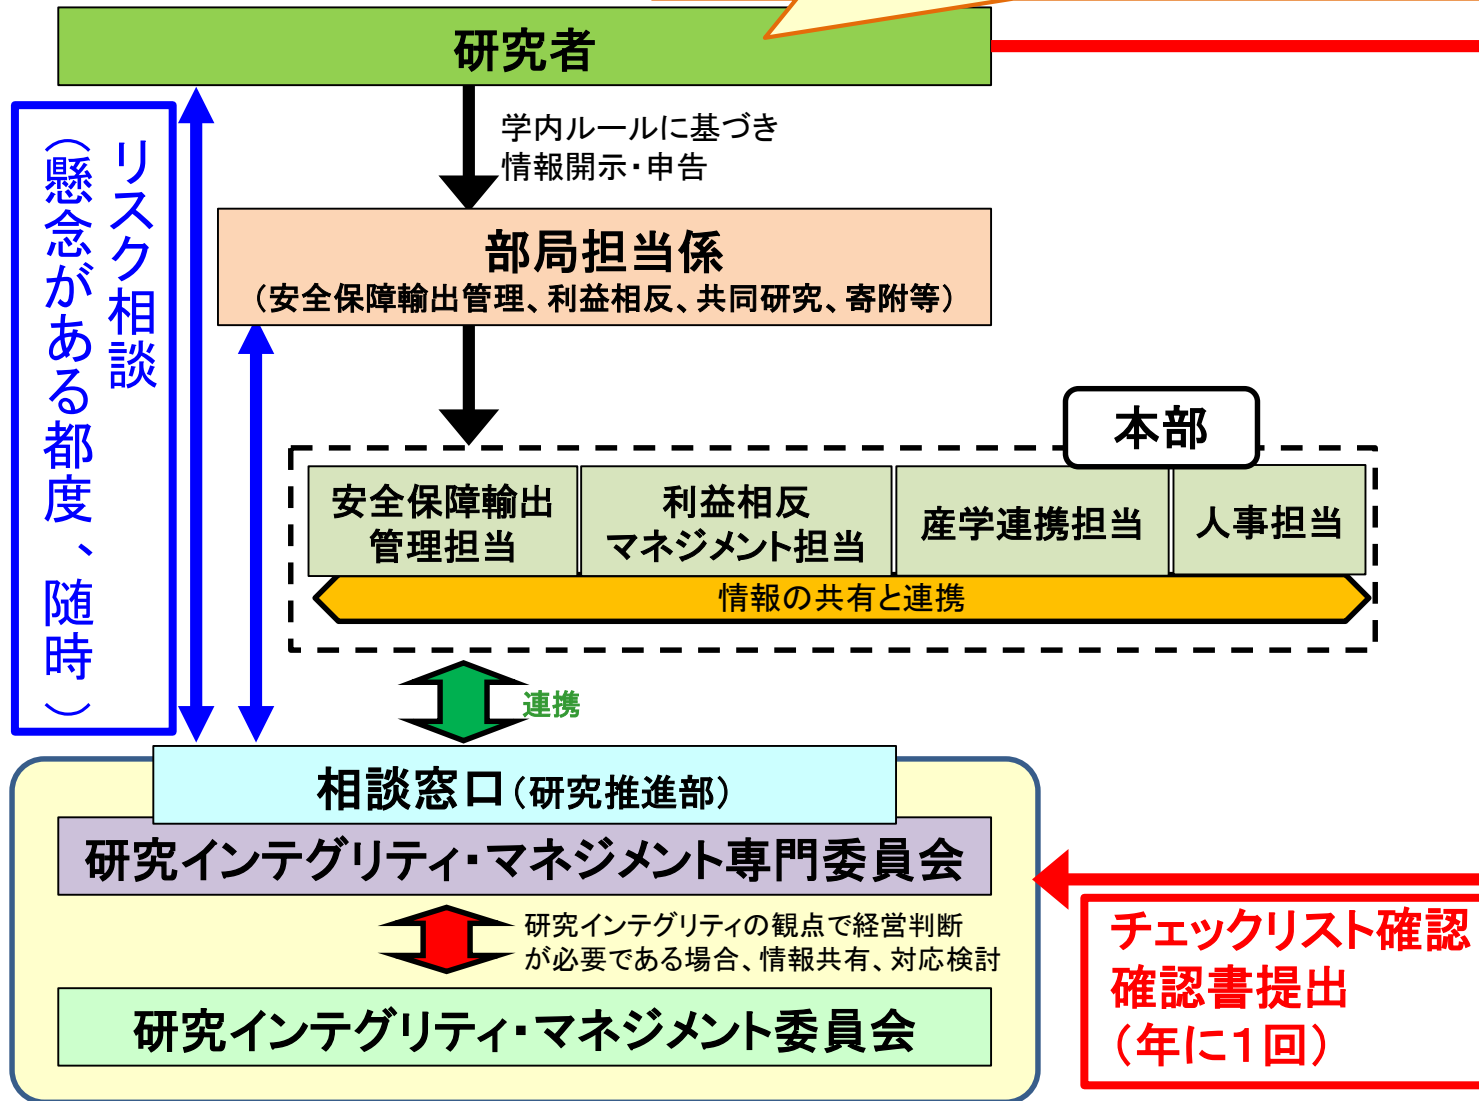 研究者
学内ルールに基づき
情報開示・申告
リスク相談
（懸念がある都度、随時）
部局担当係
（安全保障輸出管理、利益相反、共同研究、寄附等）
本部
安全保障輸出
管理担当
利益相反
マネジメント担当
産学連携担当
人事担当
情報の共有と連携
連携
相談窓口（研究推進部）
研究インテグリティ・マネジメント専門委員会
研究インテグリティの観点で経営判断
が必要である場合、情報共有、対応検討
研究インテグリティ・マネジメント委員会
チェックリスト確認
確認書提出
（年に１回）